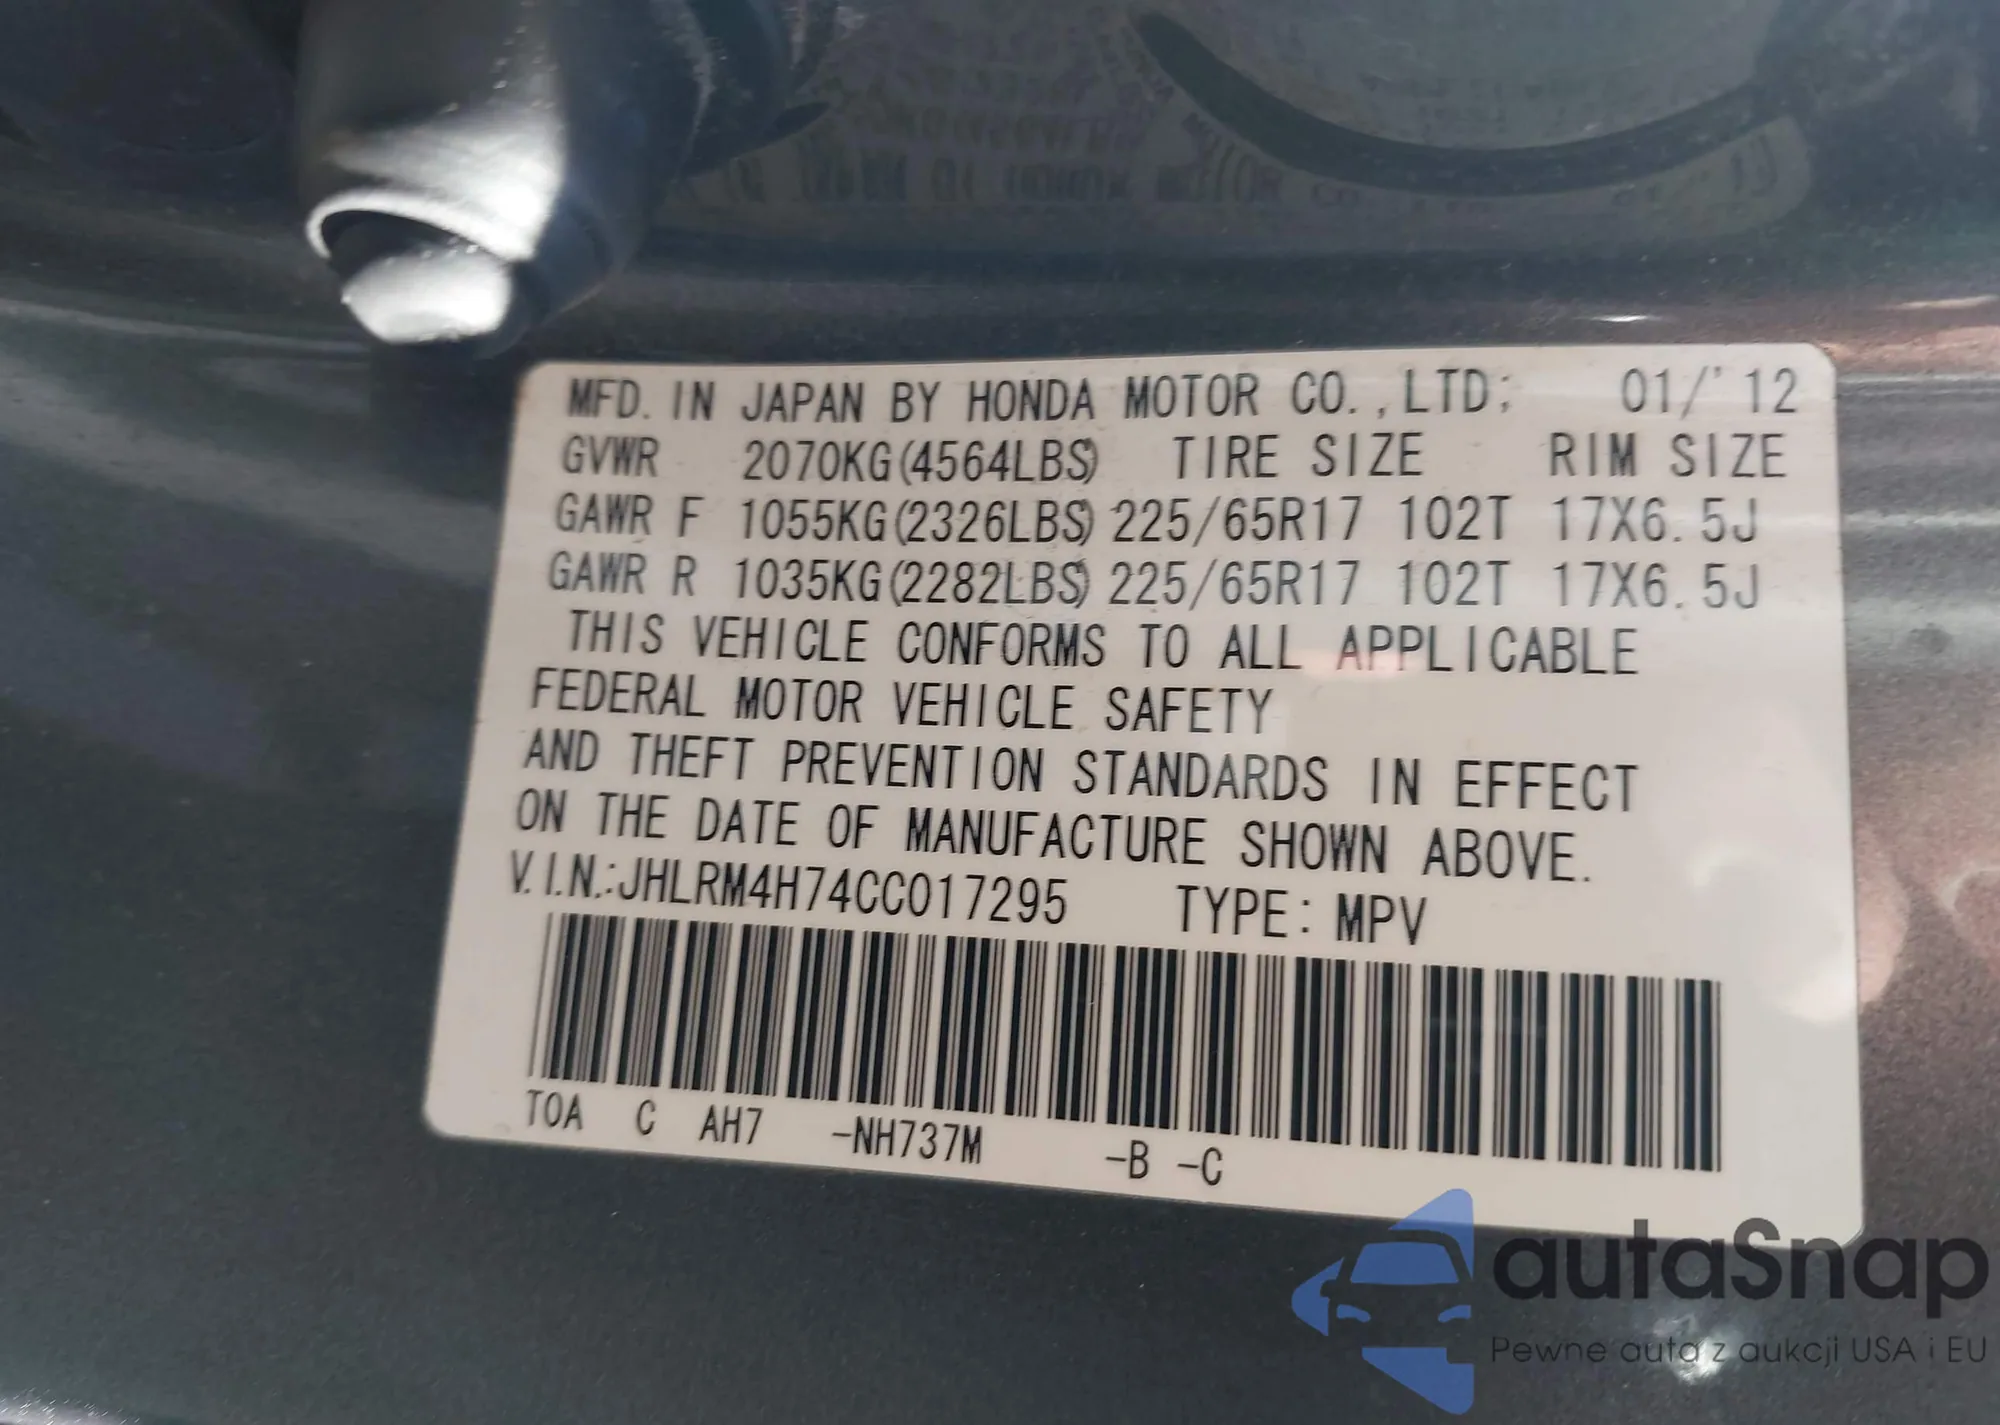 MFD. IN JAPAN BY HONDA MOTOR CO.,LTD; 01/'12
GVWR 2070KG(4564LBS) TIRE SIZE RIM SIZE
GAWR F 1055KG(2326LBS) 225/65R17 102T 17X6.5J
GAWR R 1035KG(2282LBS) 225/65R17 102T 17X6.5J
THIS VEHICLE CONFORMS TO ALL APPLICABLE
FEDERAL MOTOR VEHICLE SAFETY
AND THEFT PREVENTION STANDARDS IN EFFECT
ON THE DATE OF MANUFACTURE SHOWN ABOVE.
V.I.N.:JHLRM4H74CC017295 TYPE: MPV
TOA C AH7 -NH737M -B -C
autaSnap
Pewne auta z aukcji USA i EU